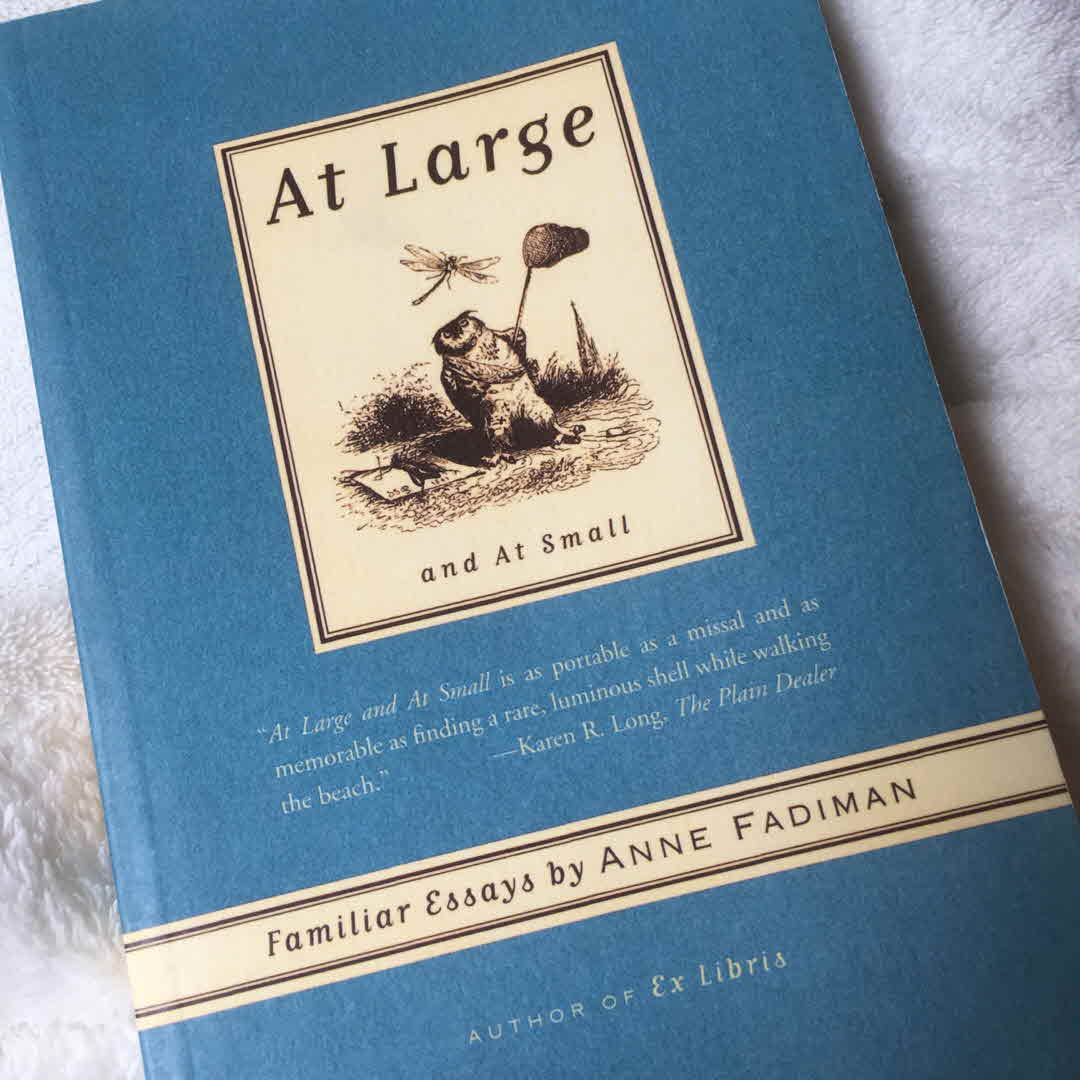 At Large
and At Small
“At Large and At Small is as portable as a missal and as
memorable as finding a rare, luminous shell while walking
the beach.”
—Karen R. Long, The Plain Dealer
Familiar Essays by ANNE FADIMAN
AUTHOR OF Ex Libris